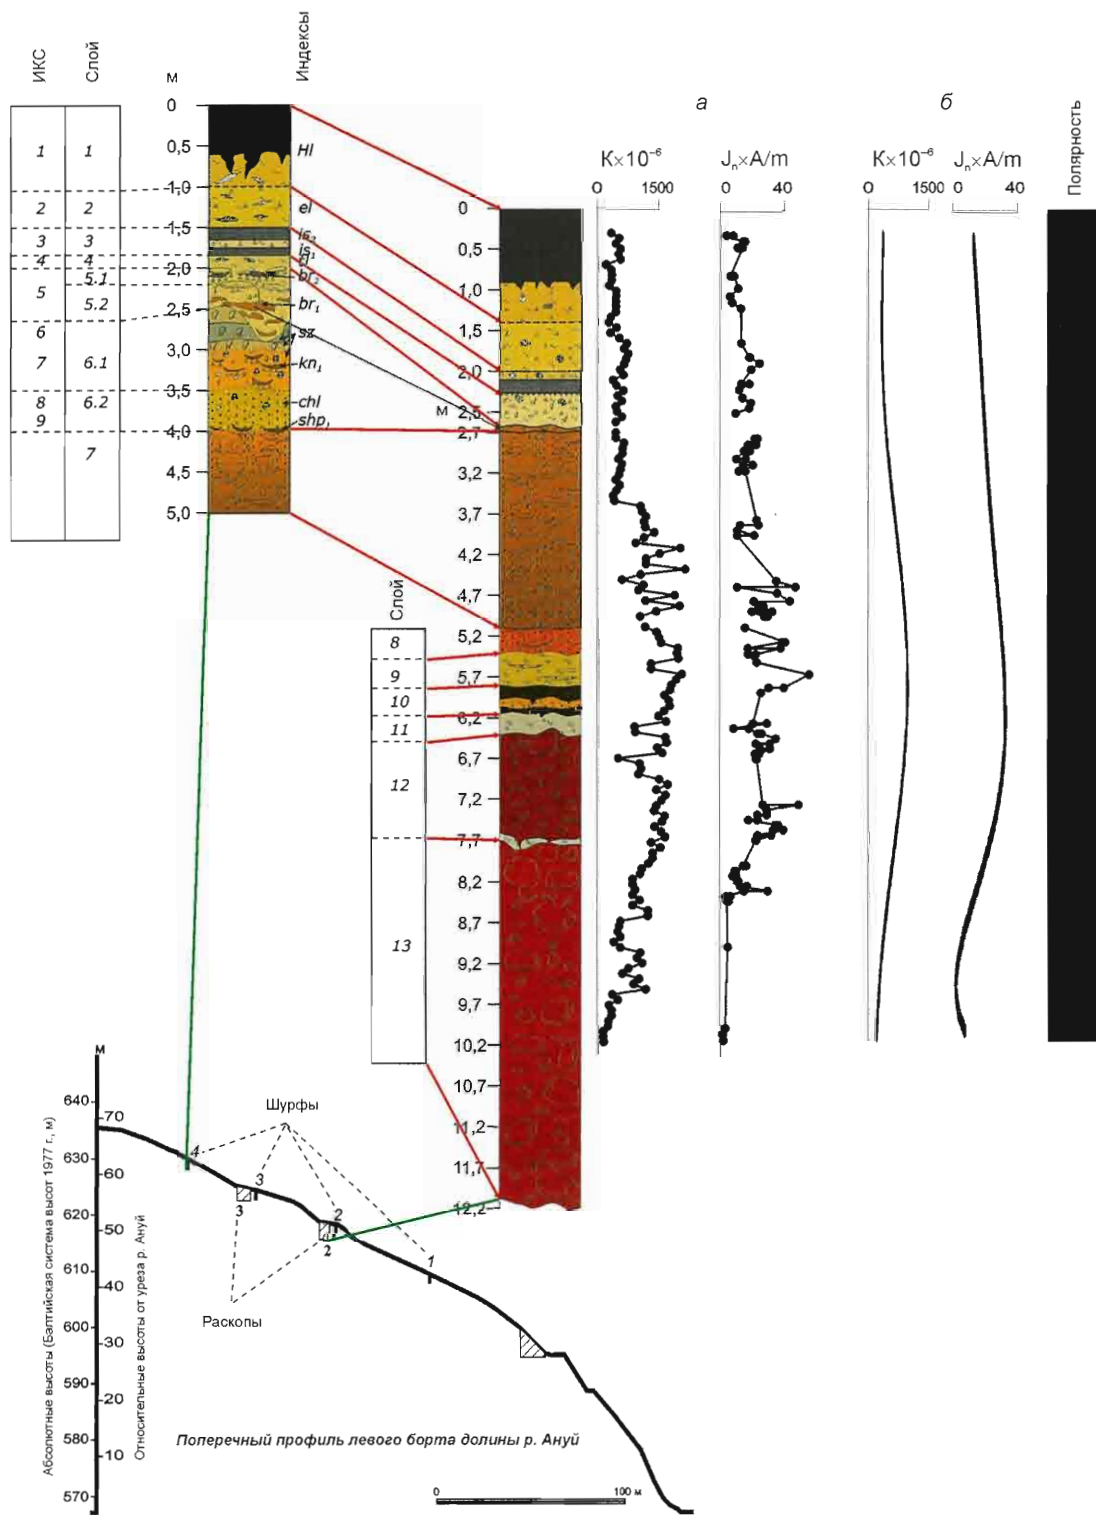 ИКС
Слой
м
Индексы
1
1
2
2
3
3
4
4
5
5.1
5.2
6
7
6.1
8
6.2
9
7
0
0,5
1,0
1,5
2,0
2,5
3,0
3,5
4,0
4,5
5,0
Hl
el
is₂
is₁
br₂
br₁
sz
kn₁
chl
shp₁
Слой
8
9
10
11
12
13
м
0
0,5
1,0
1,5
2,0
2,5
2,7
3,2
3,7
4,2
4,7
5,2
5,7
6,2
6,7
7,2
7,7
8,2
8,7
9,2
9,7
10,2
10,7
11,2
11,7
12,2
а
K×10⁻⁶
0 1500
Jₙ×A/m
0 40
б
K×10⁻⁶
0 1500
Jₙ×A/m
0 40
Полярность
м
640
630
620
610
600
590
580
570
70
60
50
40
30
20
10
Абсолютные высоты (Балтийская система высот 1977 г., м)
Относительные высоты от уреза р. Ануй
Шурфы
4
3
3
2
2
1
Раскопы
Поперечный профиль левого борта долины р. Ануй
0 100 м